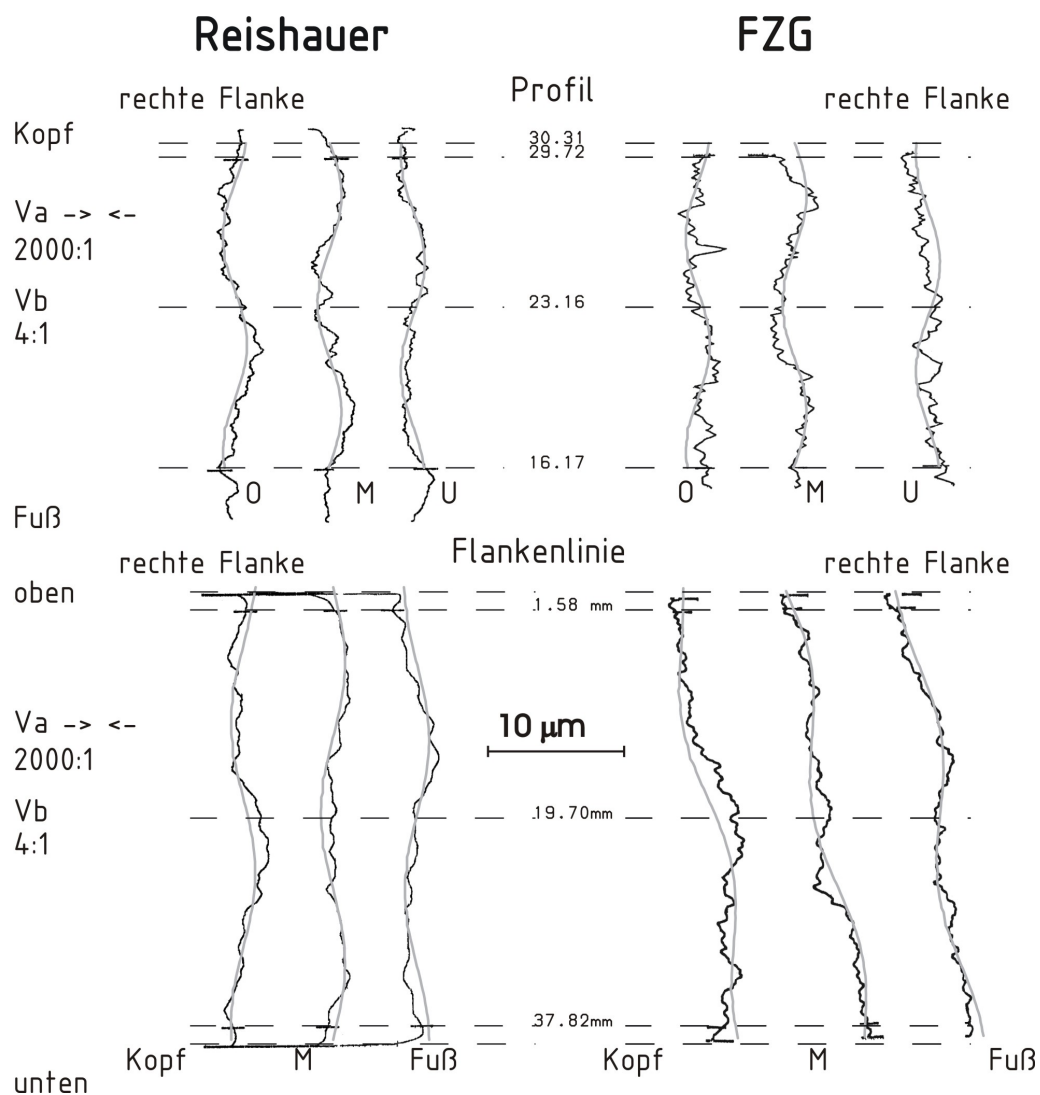 Reishauer FZG
Profil
rechte Flanke rechte Flanke
Kopf
30.31
29.72
Va -> <-
2000:1
Vb
4:1
23.16
16.17
O M U O M U
Fuß
Flankenlinie
rechte Flanke rechte Flanke
oben
1.58 mm
Va -> <-
2000:1
10 µm
Vb
4:1
19.70mm
37.82mm
Kopf M Fuß Kopf M Fuß
unten